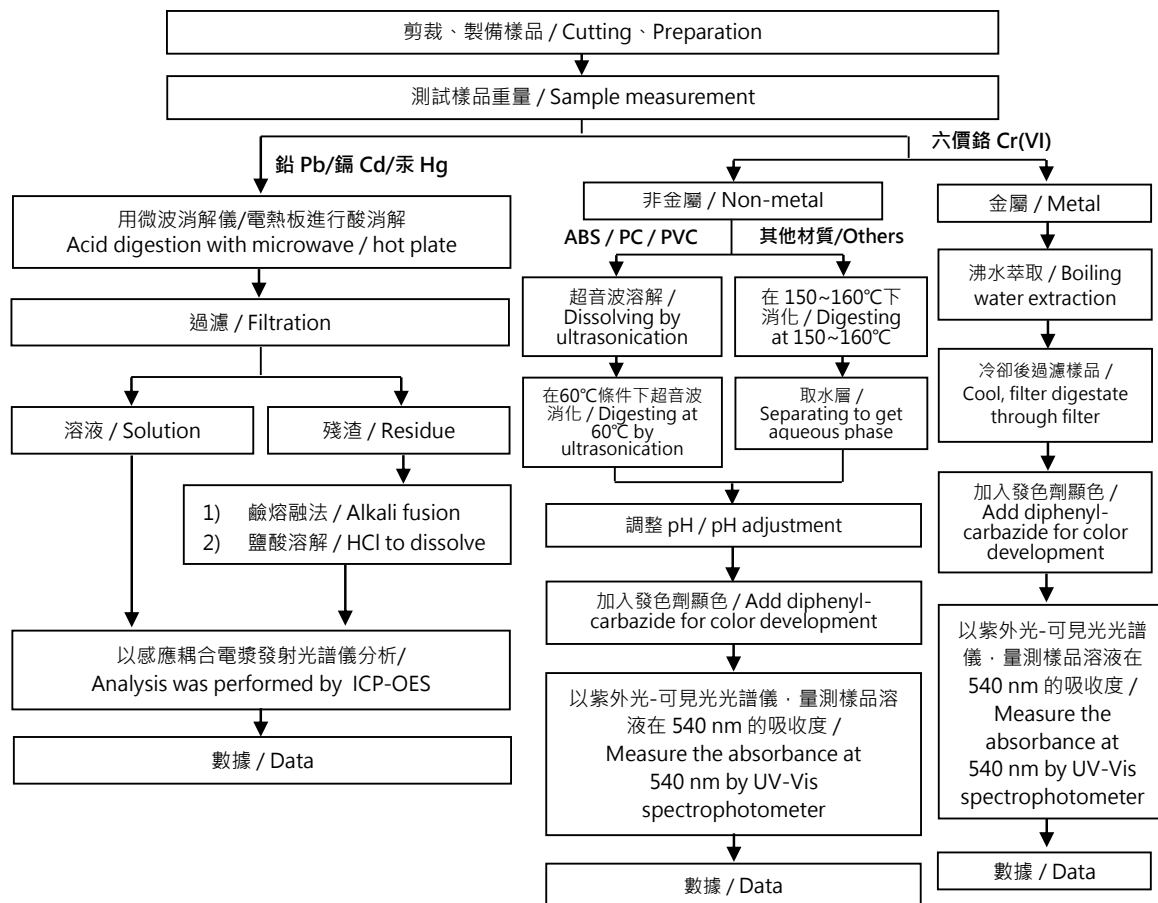 剪裁、製備樣品 / Cutting、Preparation
測試樣品重量 / Sample measurement
鉛 Pb/鎘 Cd/汞 Hg
六價鉻 Cr(VI)
用微波消解儀/電熱板進行酸消解
Acid digestion with microwave / hot plate
過濾 / Filtration
溶液 / Solution
殘渣 / Residue
1) 鹼熔融法 / Alkali fusion
2) 鹽酸溶解 / HCl to dissolve
以感應耦合電漿發射光譜儀分析/
Analysis was performed by ICP-OES
數據 / Data
非金屬 / Non-metal
ABS / PC / PVC
其他材質/Others
超音波溶解 /
Dissolving by
ultrasonication
在 150~160℃下
消化 / Digesting
at 150~160℃
在60℃條件下超音波
消化 / Digesting at
60℃ by
ultrasonication
取水層 /
Separating to get
aqueous phase
調整 pH / pH adjustment
加入發色劑顯色 / Add diphenyl-
carbazide for color development
以紫外光-可見光光譜儀，量測樣品溶
液在 540 nm 的吸收度 /
Measure the absorbance at
540 nm by UV-Vis
spectrophotometer
數據 / Data
金屬 / Metal
沸水萃取 / Boiling
water extraction
冷卻後過濾樣品 /
Cool, filter digestate
through filter
加入發色劑顯色 /
Add diphenyl-
carbazide for color
development
以紫外光-可見光光譜
儀，量測樣品溶液在
540 nm 的吸收度 /
Measure the
absorbance at
540 nm by UV-Vis
spectrophotometer
數據 / Data